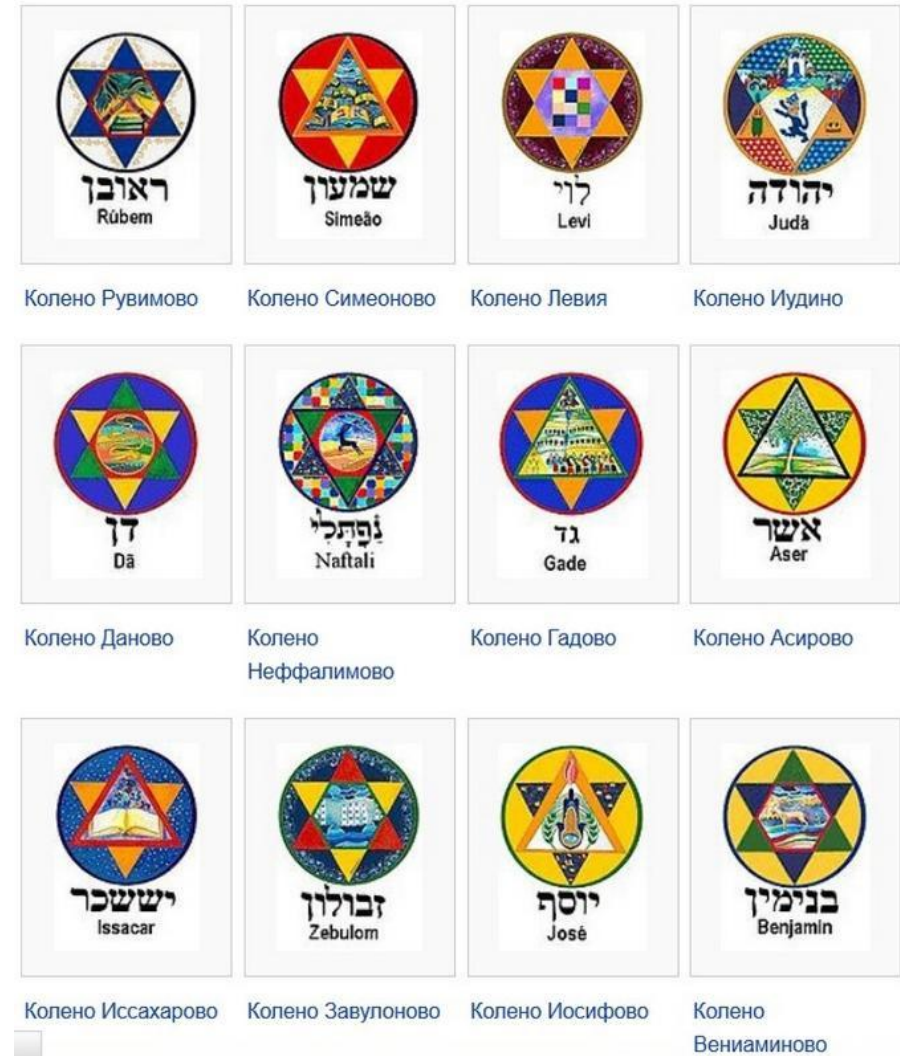 ראובן
Rúbem
Колено Рувимово
שמעון
Simeão
Колено Симеоново
לוי
Levi
Колено Левия
יהודה
Judá
Колено Иудино
דן
Dã
Колено Даново
נַפְתָּלִי
Naftali
Колено
Неффалимово
גד
Gade
Колено Гадово
אשר
Aser
Колено Асирово
יששכר
Issacar
Колено Иссахарово
זבולון
Zebulom
Колено Завулоново
יוסף
José
Колено Иосифово
בנימין
Benjamin
Колено
Вениаминово